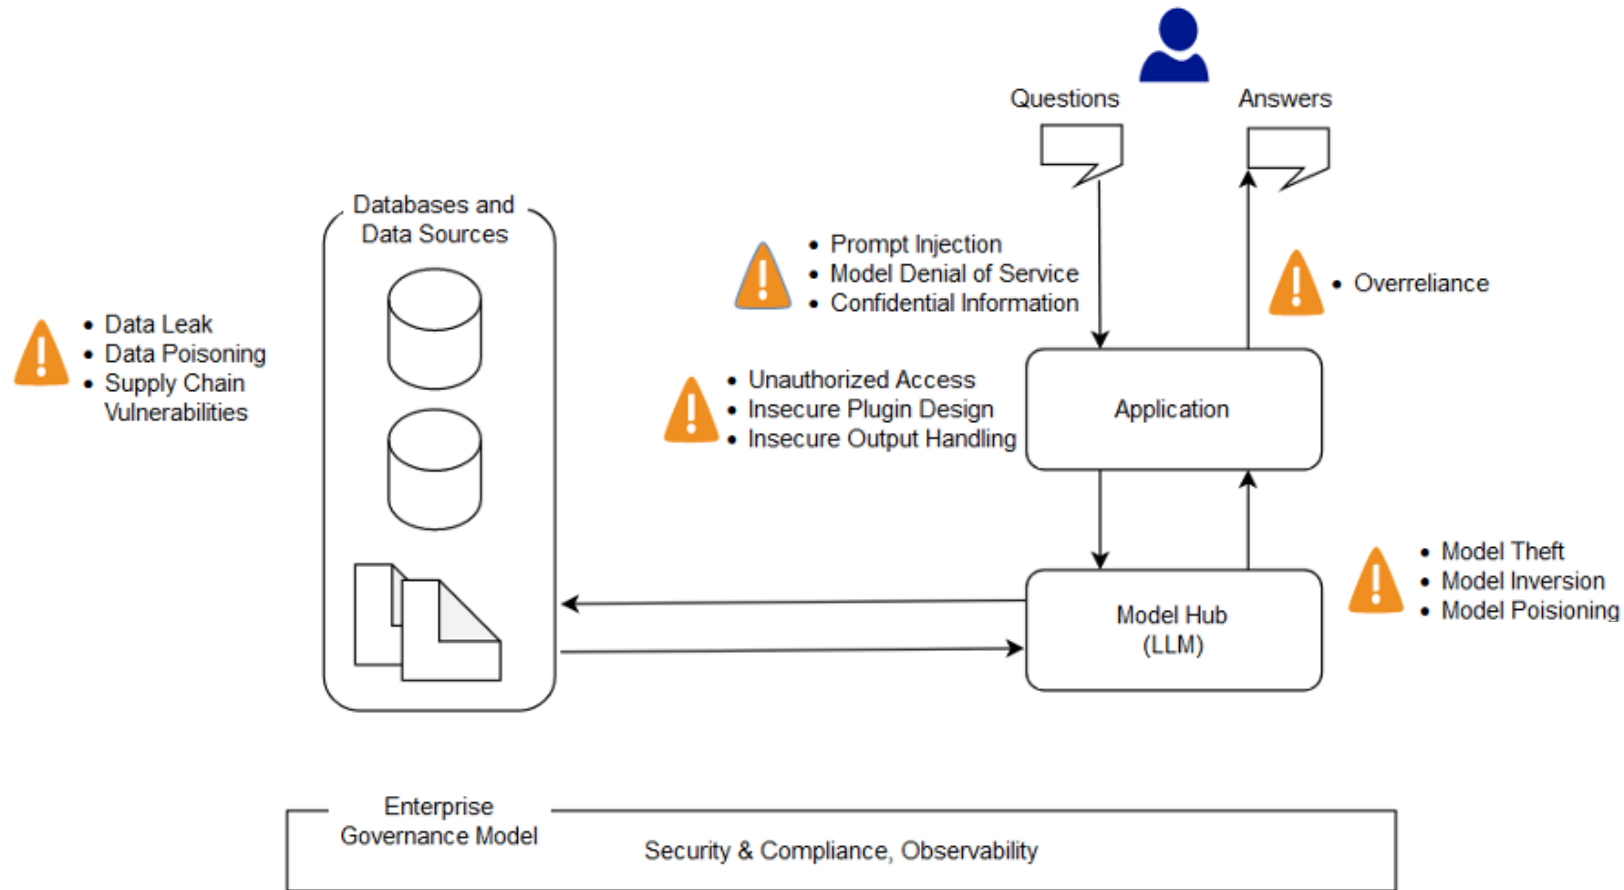 Questions
Answers
Databases and
Data Sources
• Prompt Injection
• Model Denial of Service
• Confidential Information
• Overreliance
• Data Leak
• Data Poisoning
• Supply Chain
Vulnerabilities
• Unauthorized Access
• Insecure Plugin Design
• Insecure Output Handling
Application
• Model Theft
• Model Inversion
• Model Poisioning
Model Hub
(LLM)
Enterprise
Governance Model
Security & Compliance, Observability